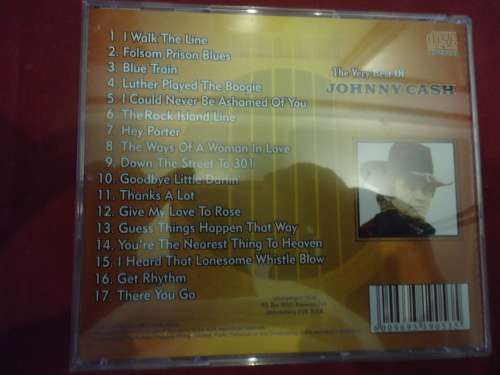 1 I Walk The Line
2. Folsom Prison Blues
3. Blue Train
4. Luther Played The Boogie
5 I Could Never Be Ashamed Of You
6. The Rock Island Line
7. Hey Porter
8 The Ways Of A Woman In Love
9. Down The Street To 301
10. Goodbye Little Darlin'
11. Thanks A Lot
12. Give My Love To Rose
13 Guess Things Happen That Way
14. You're The Nearest Thing To Heaven
15 I Heard That Lonesome Whistle Blow
16. Get Rhythm
17. There You Go
The Very Best Of
JOHNNY CASH